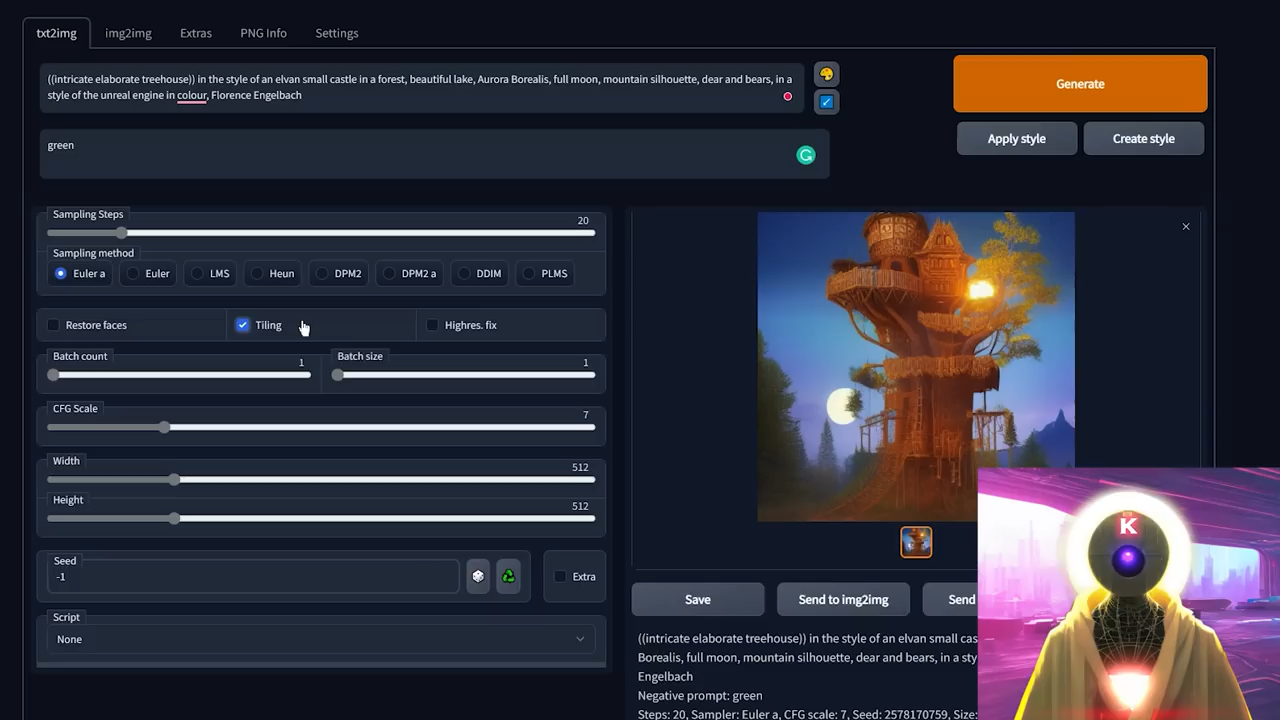 txt2img
img2img
Extras
PNG Info
Settings
((intricate elaborate treehouse)) in the style of an elvan small castle in a forest, beautiful lake, Aurora Borealis, full moon, mountain silhouette, dear and bears, in a
style of the unreal engine in colour, Florence Engelbach
Generate
Apply style
Create style
green
Sampling Steps
20
Sampling method
Euler a
Euler
LMS
Heun
DPM2
DPM2 a
DDIM
PLMS
Restore faces
Tiling
Highres. fix
Batch count
1
Batch size
1
CFG Scale
7
Width
512
Height
512
Seed
-1
Extra
Script
None
Save
Send to img2img
Send
((intricate elaborate treehouse)) in the style of an elvan small cas
Borealis, full moon, mountain silhouette, dear and bears, in a sty
Engelbach
Negative prompt: green
Steps: 20, Sampler: Euler a, CFG scale: 7, Seed: 2578170759, Size:
K